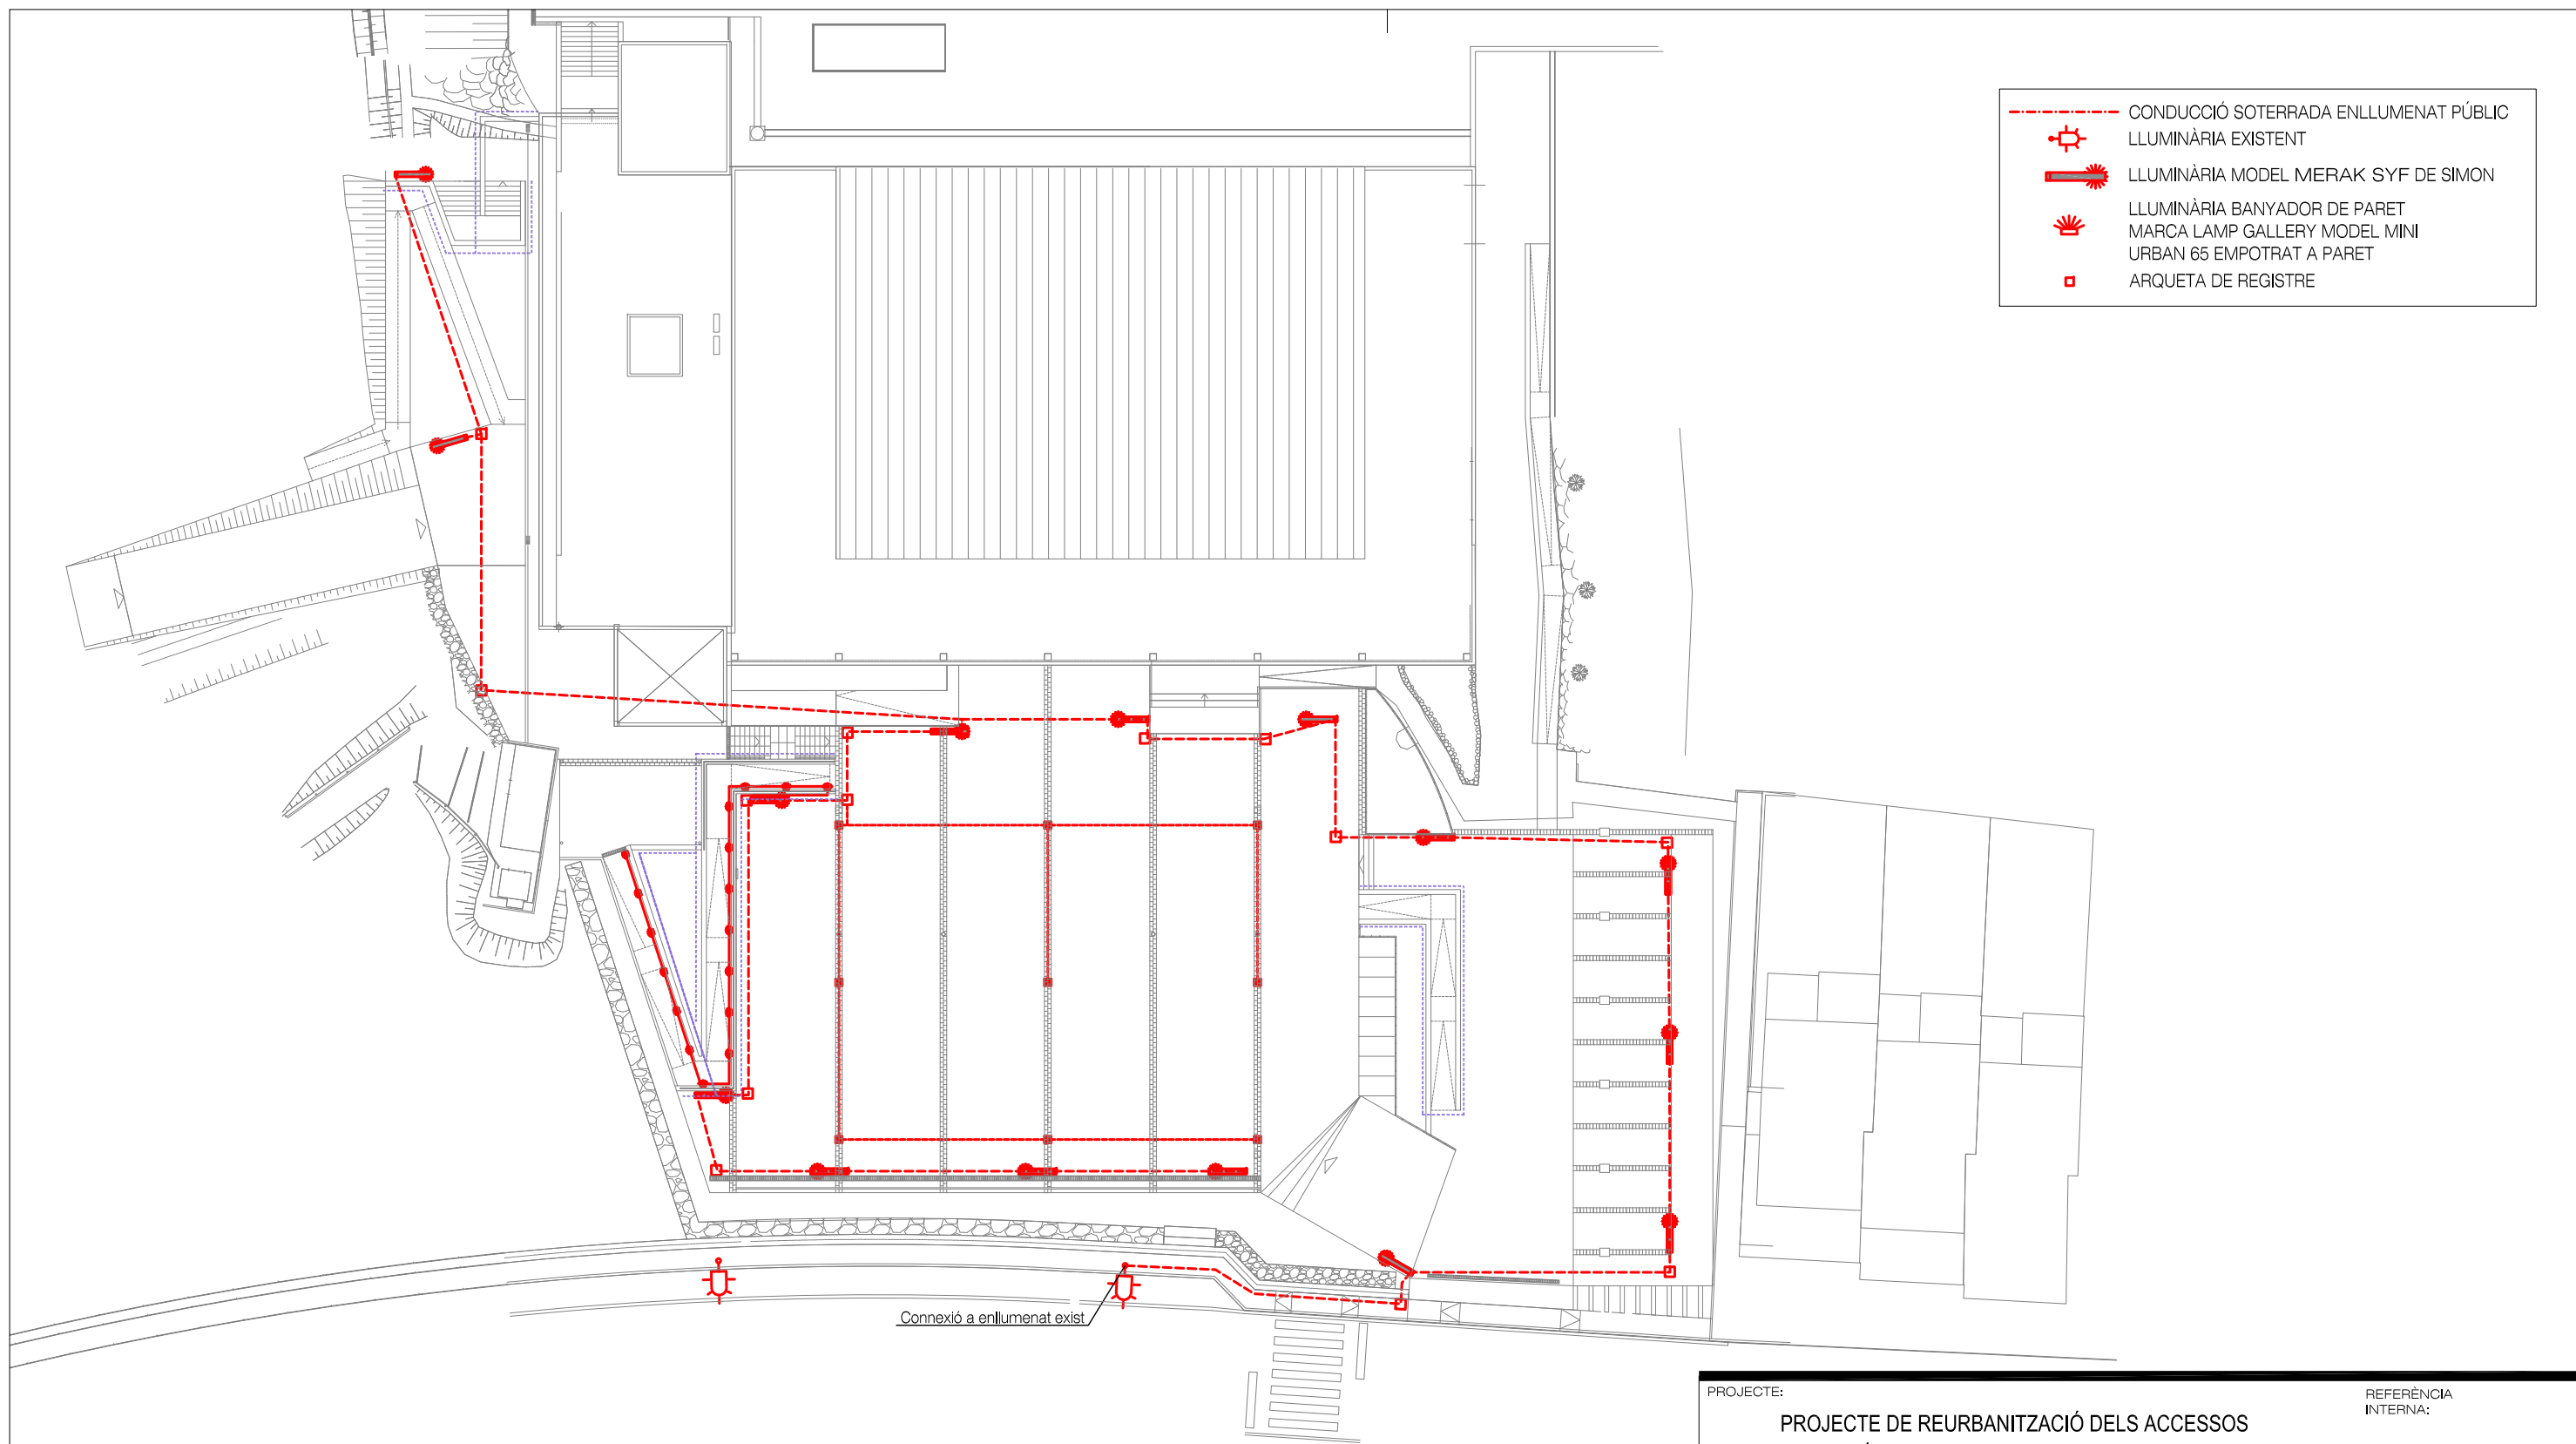 CONDUCCIÓ SOTERRADA ENLLUMENAT PÚBLIC
LLUMINÀRIA EXISTENT
LLUMINÀRIA MODEL MERAK SYF DE SIMON
LLUMINÀRIA BANYADOR DE PARET
MARCA LAMP GALLERY MODEL MINI
URBAN 65 EMPOTRAT A PARET
ARQUETA DE REGISTRE
Connexió a enllumenat exist
PROJECTE:
REFERÈNCIA
INTERNA:
PROJECTE DE REURBANITZACIÓ DELS ACCESSOS